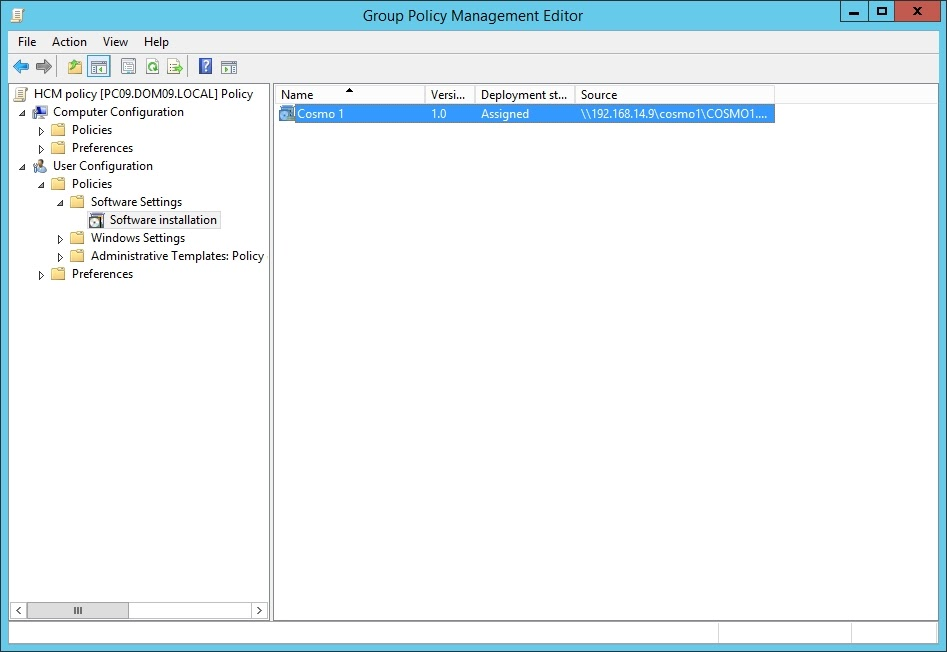 Group Policy Management Editor
File Action View Help
HCM policy [PC09.DOM09.LOCAL] Policy
Computer Configuration
Policies
Preferences
User Configuration
Policies
Software Settings
Software installation
Windows Settings
Administrative Templates: Policy
Preferences
Name Versi... Deployment st... Source
Cosmo 1 1.0 Assigned \\192.168.14.9\cosmo1\COSMO1....